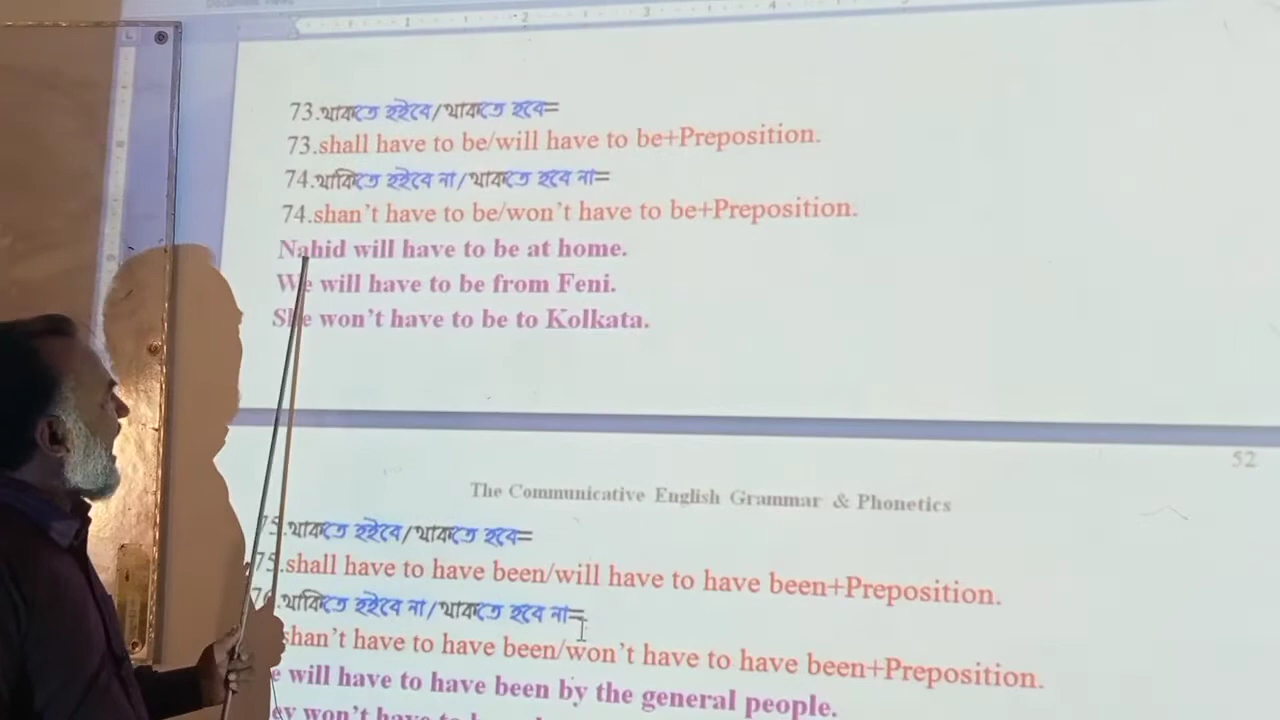 73.থাকতে হইবে/থাকতে হবে=
73.shall have to be/will have to be+Preposition.
74.থাকিতে হইবে না/থাকতে হবে না=
74.shan’t have to be/won’t have to be+Preposition.
Nahid will have to be at home.
We will have to be from Feni.
She won’t have to be to Kolkata.
52
The Communicative English Grammar & Phonetics
75.থাকতে হইবে/থাকতে হবে=
75.shall have to have been/will have to have been+Preposition.
76.থাকিতে হইবে না/থাকতে হবে না=
shan’t have to have been/won’t have to have been+Preposition.
will have to have been by the general people.
won’t have to